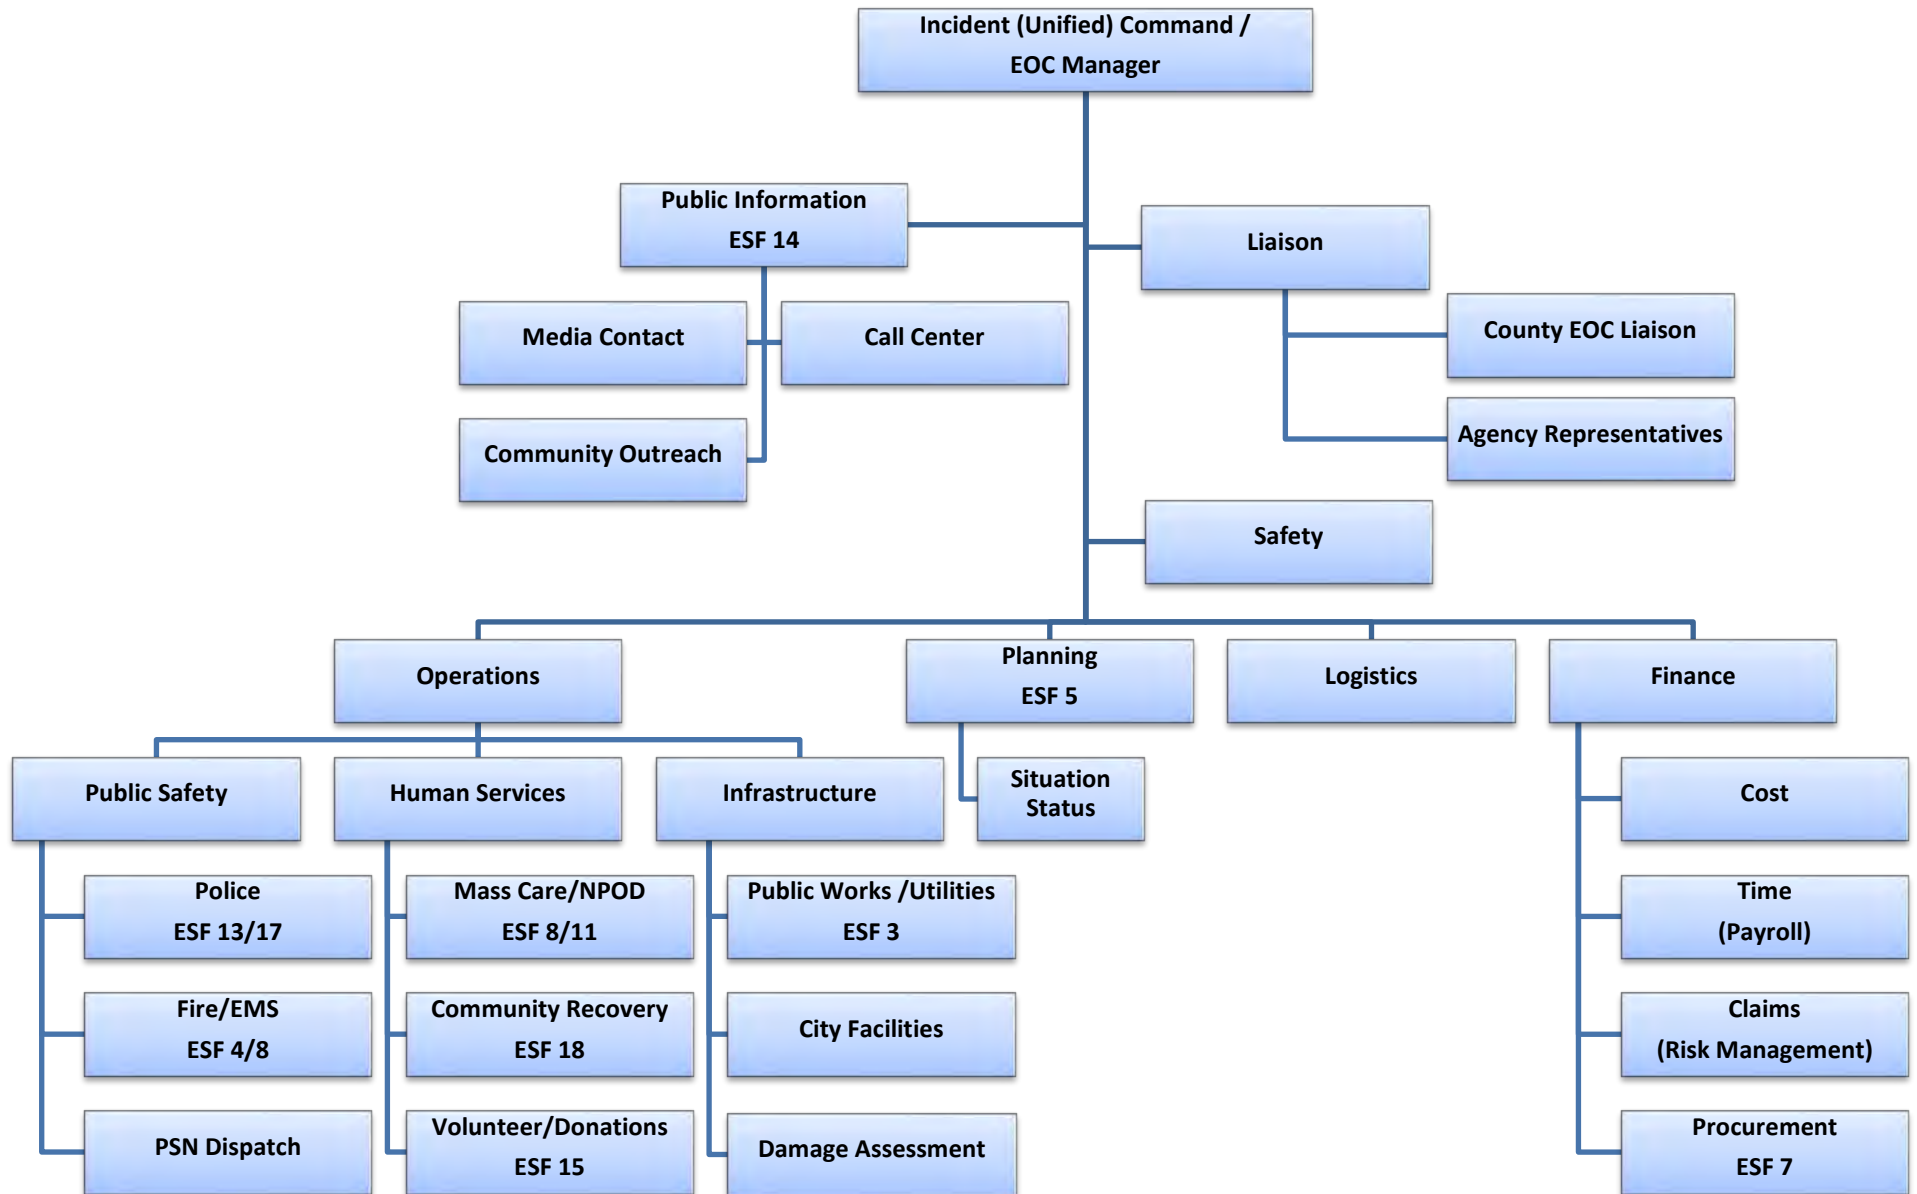 Incident (Unified) Command /
EOC Manager
Public Information
ESF 14
Liaison
Media Contact
Call Center
County EOC Liaison
Community Outreach
Agency Representatives
Safety
Operations
Planning
ESF 5
Logistics
Finance
Public Safety
Human Services
Infrastructure
Situation
Status
Cost
Police
ESF 13/17
Mass Care/NPOD
ESF 8/11
Public Works /Utilities
ESF 3
Time
(Payroll)
Fire/EMS
ESF 4/8
Community Recovery
ESF 18
City Facilities
Claims
(Risk Management)
PSN Dispatch
Volunteer/Donations
ESF 15
Damage Assessment
Procurement
ESF 7